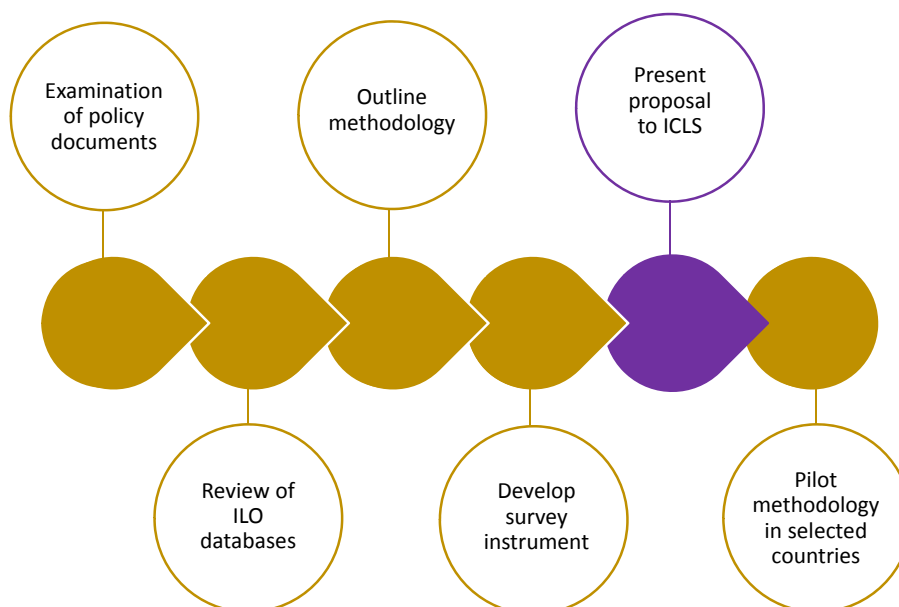 Examination
of policy
documents
Review of
ILO
databases
Outline
methodology
Develop
survey
instrument
Present
proposal
to ICLS
Pilot
methodology
in selected
countries